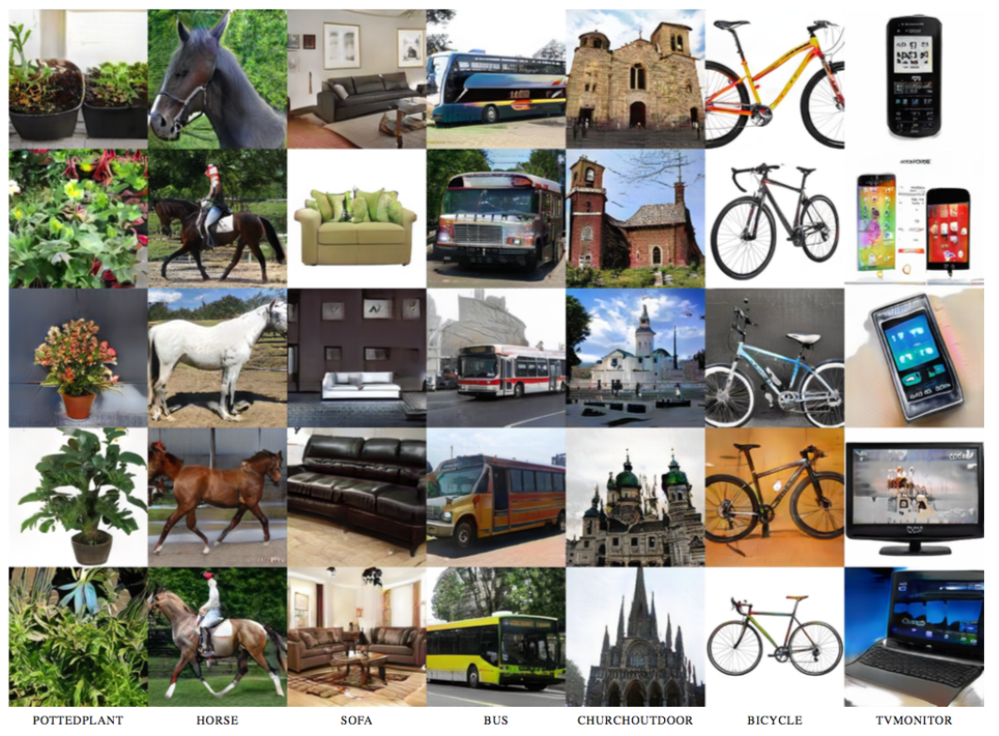 POTTEDPLANT HORSE SOFA BUS CHURCHOUTDOOR BICYCLE TVMONITOR